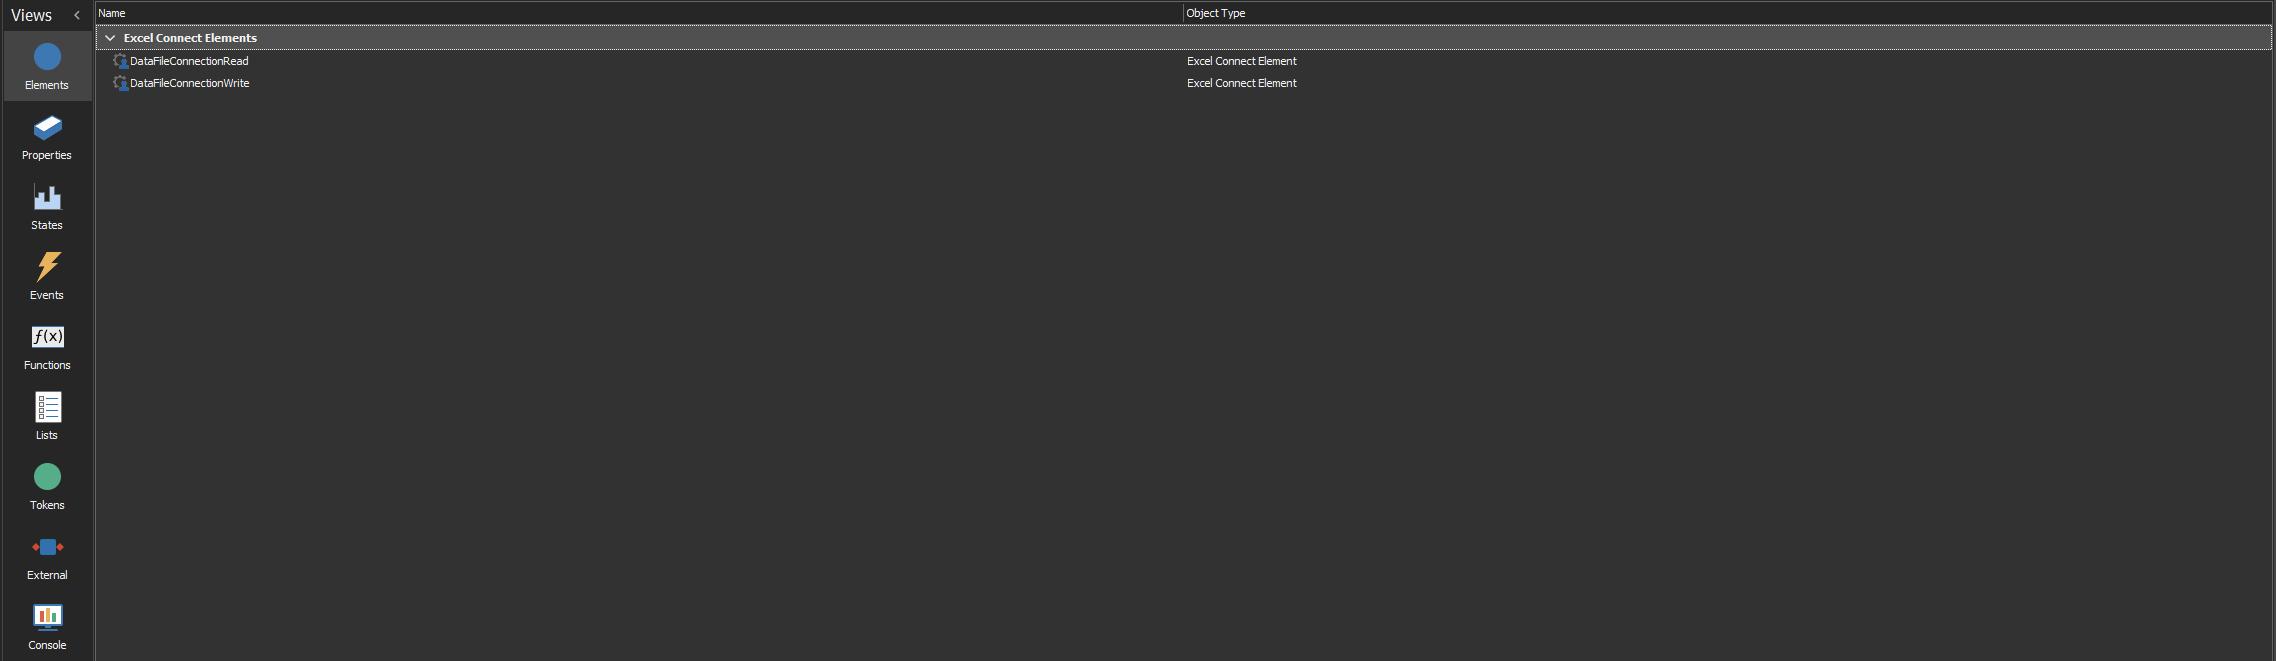 Views
Name
Object Type
Excel Connect Elements
DataFileConnectionRead
Excel Connect Element
DataFileConnectionWrite
Excel Connect Element
Elements
Properties
States
Events
f(x)
Functions
Lists
Tokens
External
Console